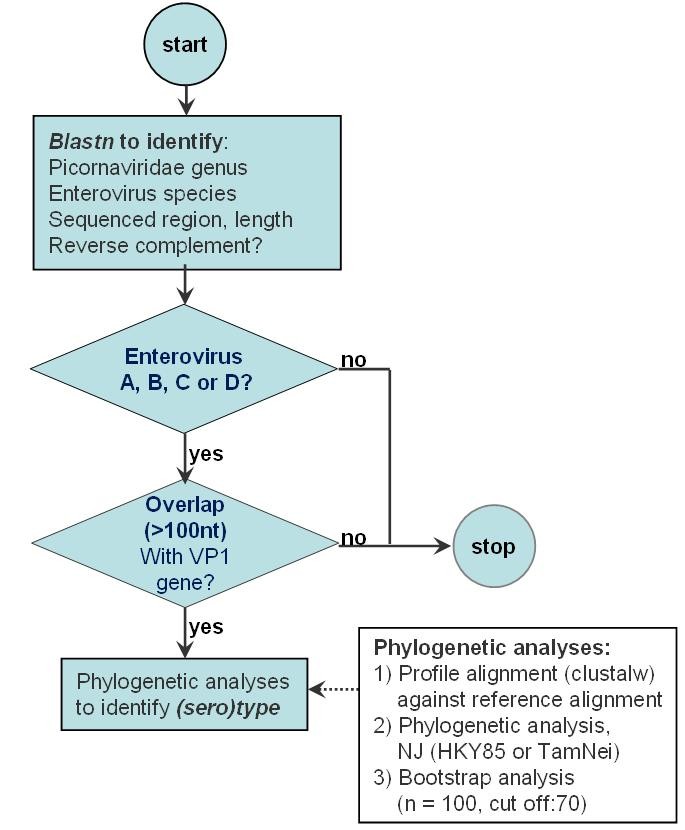 start
Blastn to identify:
Picornaviridae genus
Enterovirus species
Sequenced region, length
Reverse complement?
Enterovirus
A, B, C or D?
no
yes
Overlap
(>100nt)
With VP1
gene?
no
stop
yes
Phylogenetic analyses
to identify (sero)type
Phylogenetic analyses:
1) Profile alignment (clustalw)
against reference alignment
2) Phylogenetic analysis,
NJ (HKY85 or TamNei)
3) Bootstrap analysis
(n = 100, cut off:70)